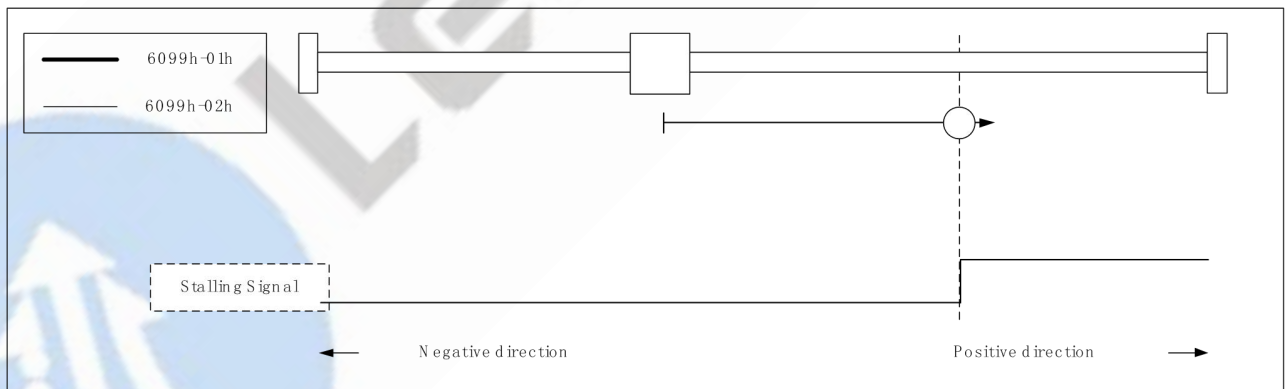 6099h-01h
6099h-02h
Stalling Signal
Negative direction
Positive direction